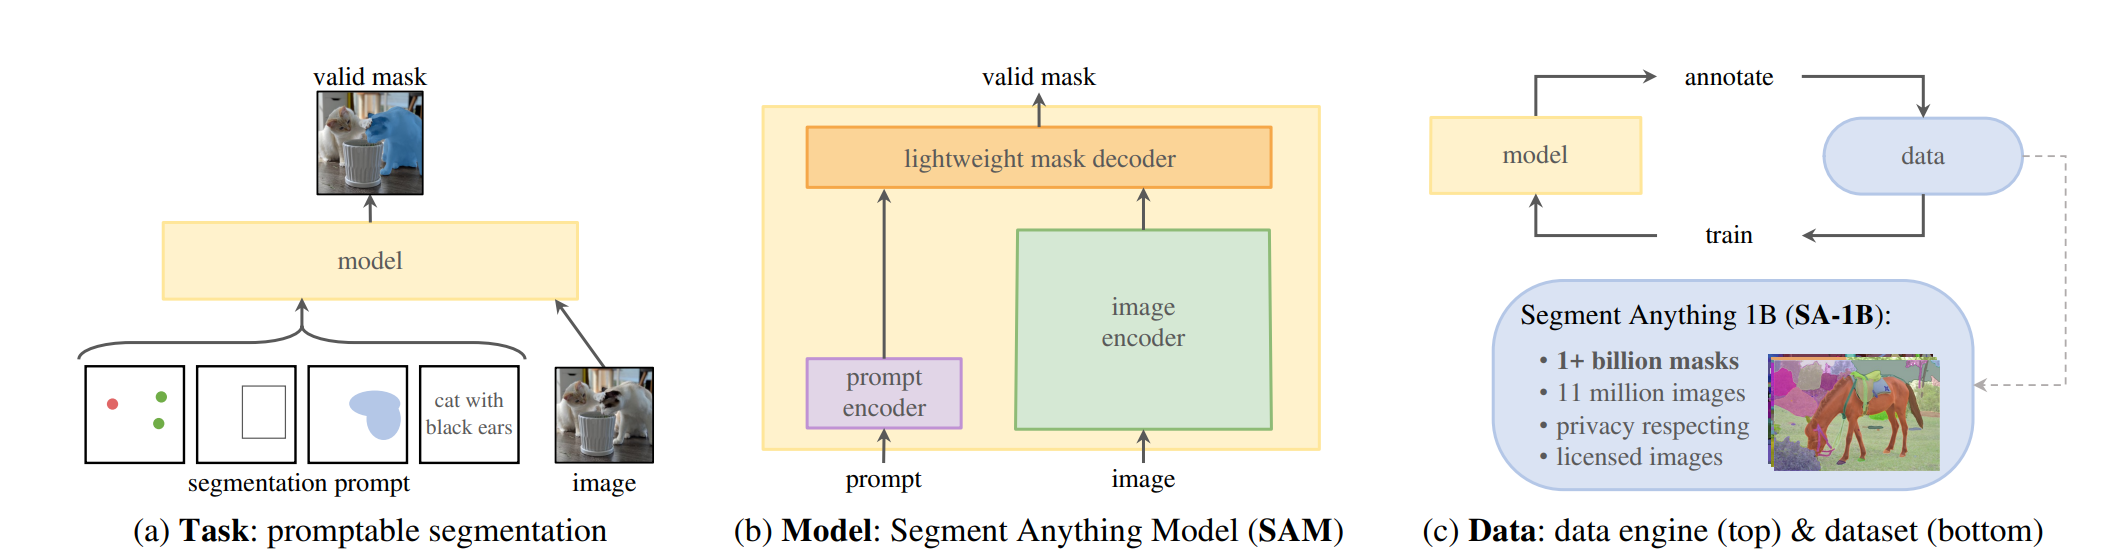 valid mask
model
cat with
black ears
segmentation prompt
image
(a) Task: promptable segmentation
valid mask
lightweight mask decoder
image
encoder
prompt
encoder
prompt
image
(b) Model: Segment Anything Model (SAM)
annotate
model
data
train
Segment Anything 1B (SA-1B):
• 1+ billion masks
• 11 million images
• privacy respecting
• licensed images
(c) Data: data engine (top) & dataset (bottom)